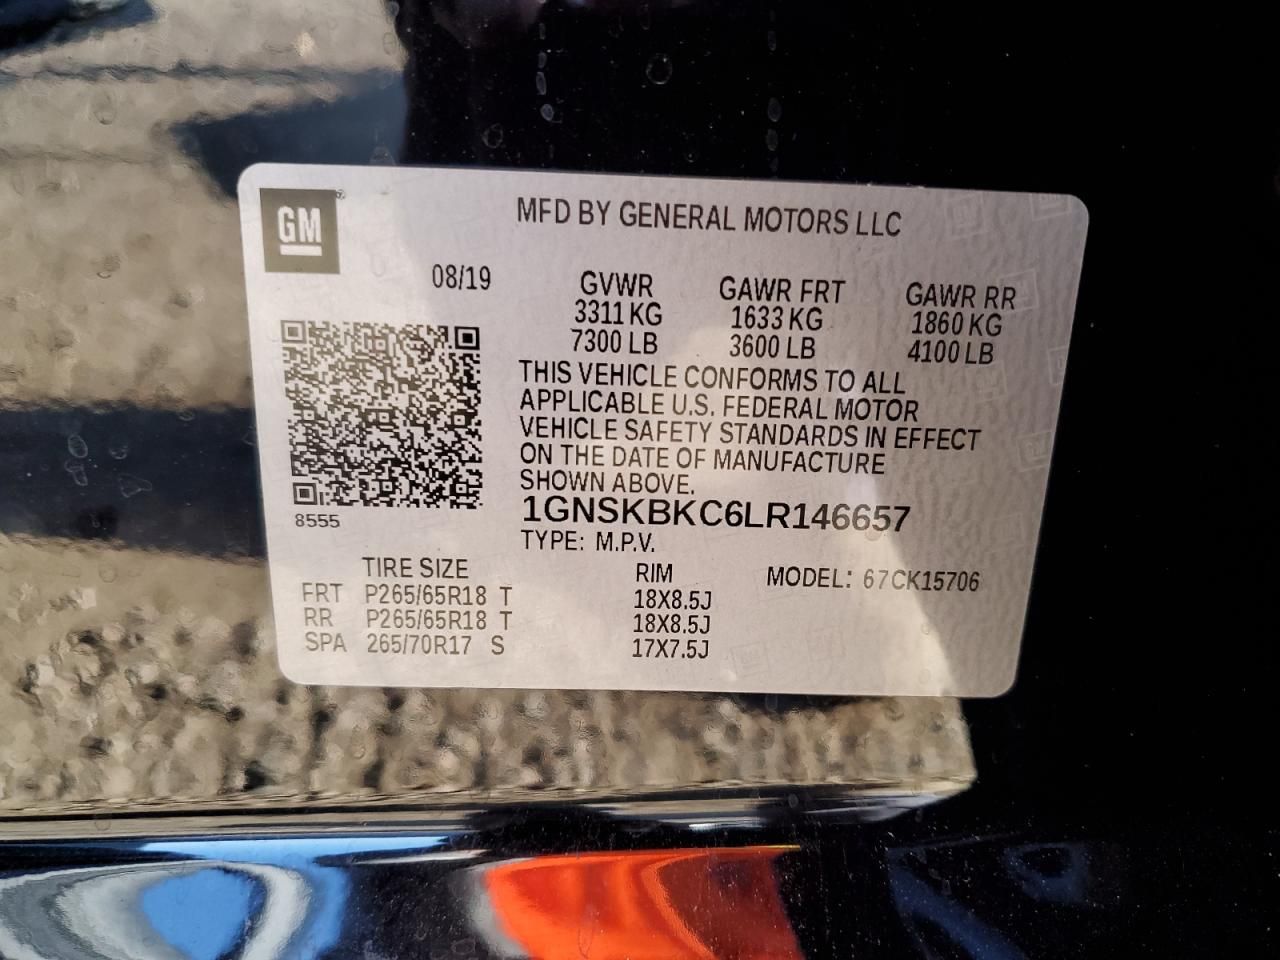 GM
MFD BY GENERAL MOTORS LLC
08/19
GVWR GAWR FRT GAWR RR
3311 KG 1633 KG 1860 KG
7300 LB 3600 LB 4100 LB
THIS VEHICLE CONFORMS TO ALL
APPLICABLE U.S. FEDERAL MOTOR
VEHICLE SAFETY STANDARDS IN EFFECT
ON THE DATE OF MANUFACTURE
SHOWN ABOVE.
8555
1GNSKBKC6LR146657
TYPE: M.P.V.
TIRE SIZE RIM MODEL: 67CK15706
FRT P265/65R18 T 18X8.5J
RR P265/65R18 T 18X8.5J
SPA 265/70R17 S 17X7.5J